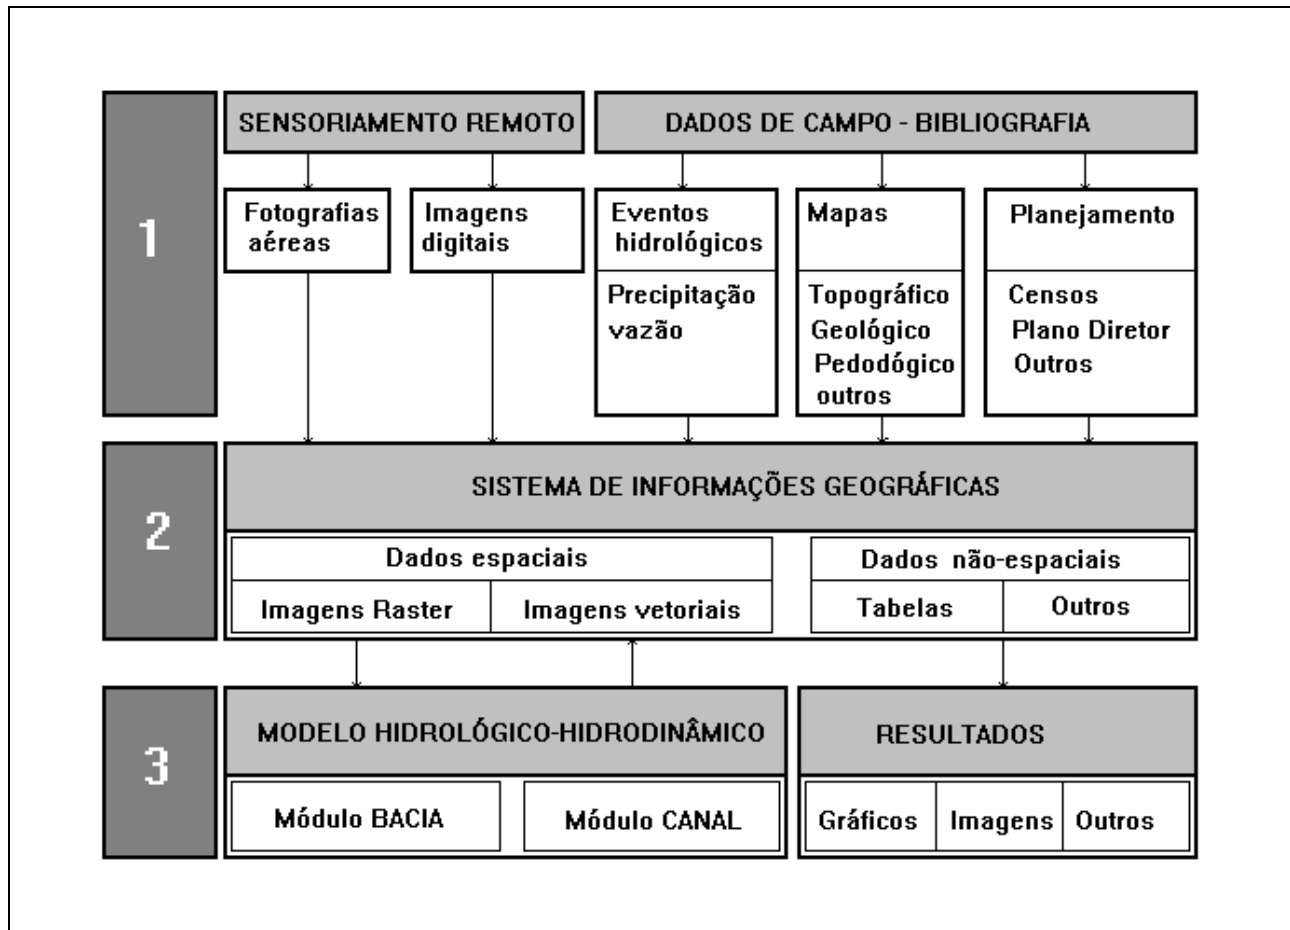 1
SENSORIAMENTO REMOTO
DADOS DE CAMPO - BIBLIOGRAFIA
Fotografias
aéreas
Imagens
digitais
Eventos
hidrológicos
Precipitação
vazão
Mapas
Topográfico
Geológico
Pedodógico
outros
Planejamento
Censos
Plano Diretor
Outros
2
SISTEMA DE INFORMAÇÕES GEOGRÁFICAS
Dados espaciais
Imagens Raster
Imagens vetoriais
Dados não-espaciais
Tabelas
Outros
3
MODELO HIDROLÓGICO-HIDRODINÂMICO
Módulo BACIA
Módulo CANAL
RESULTADOS
Gráficos
Imagens
Outros